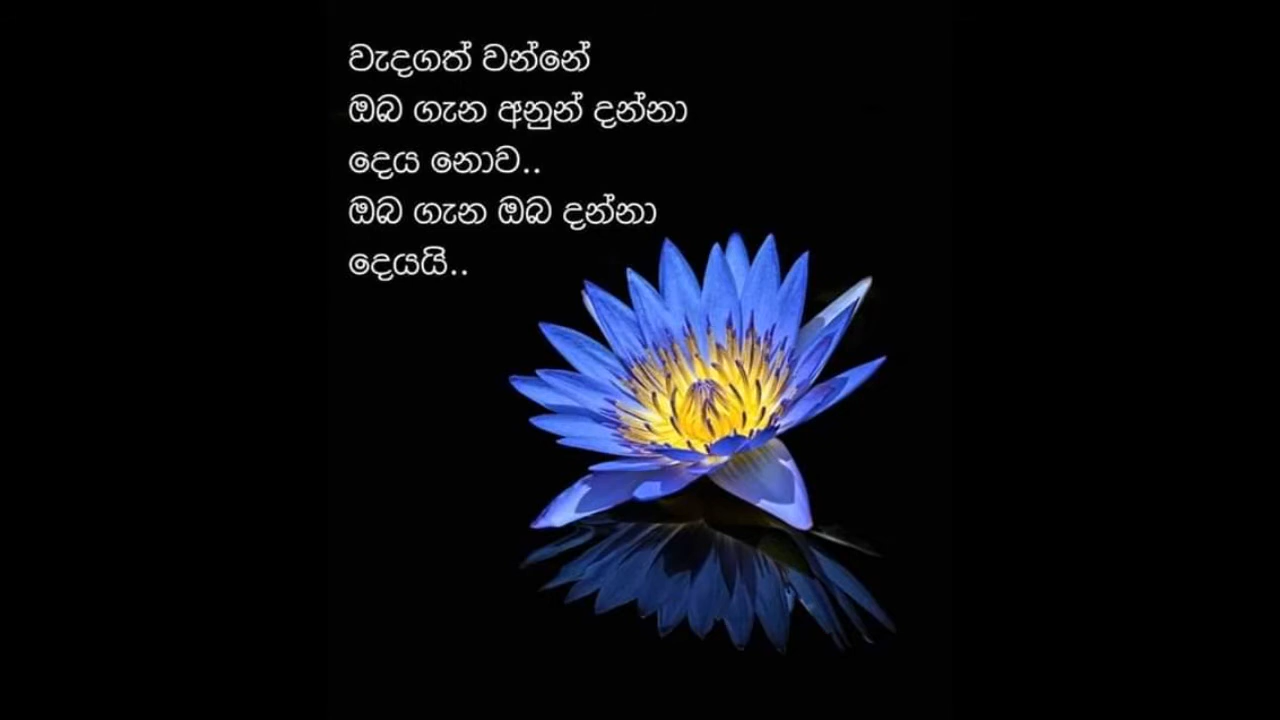 වැදගත් වන්නේ
ඔබ ගැන අනුන් දන්නා
දෙය නොව..
ඔබ ගැන ඔබ දන්නා
දෙයයි..